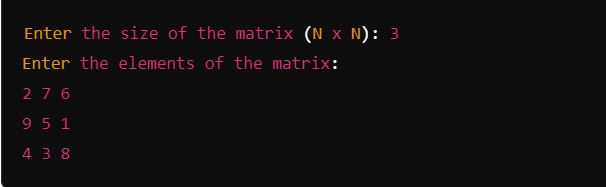 Enter the size of the matrix (N x N): 3
Enter the elements of the matrix:
2 7 6
9 5 1
4 3 8